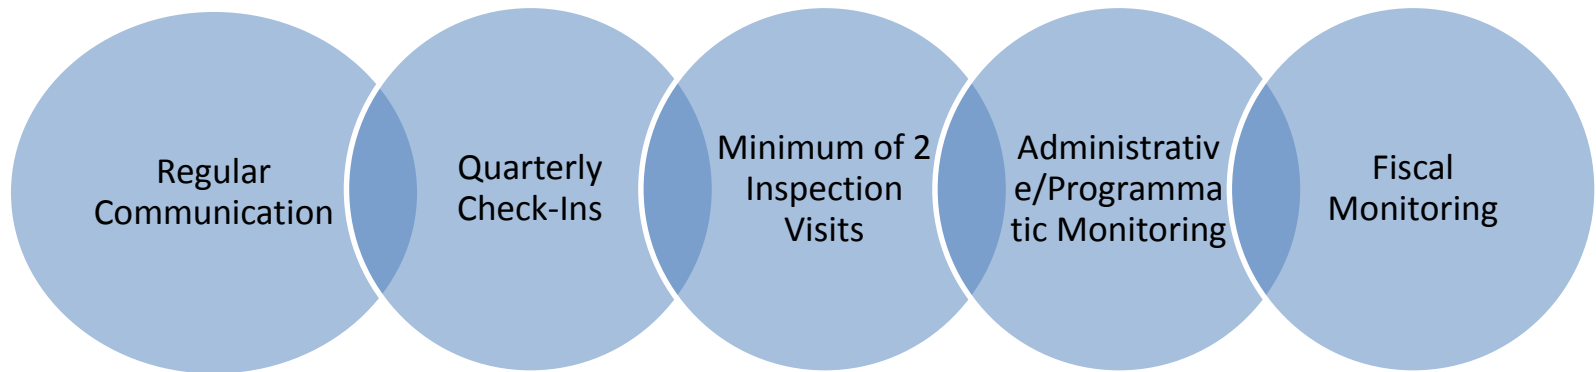 Regular
Communication
Quarterly
Check-Ins
Minimum of 2
Inspection
Visits
Administrativ
e/Programma
tic Monitoring
Fiscal
Monitoring